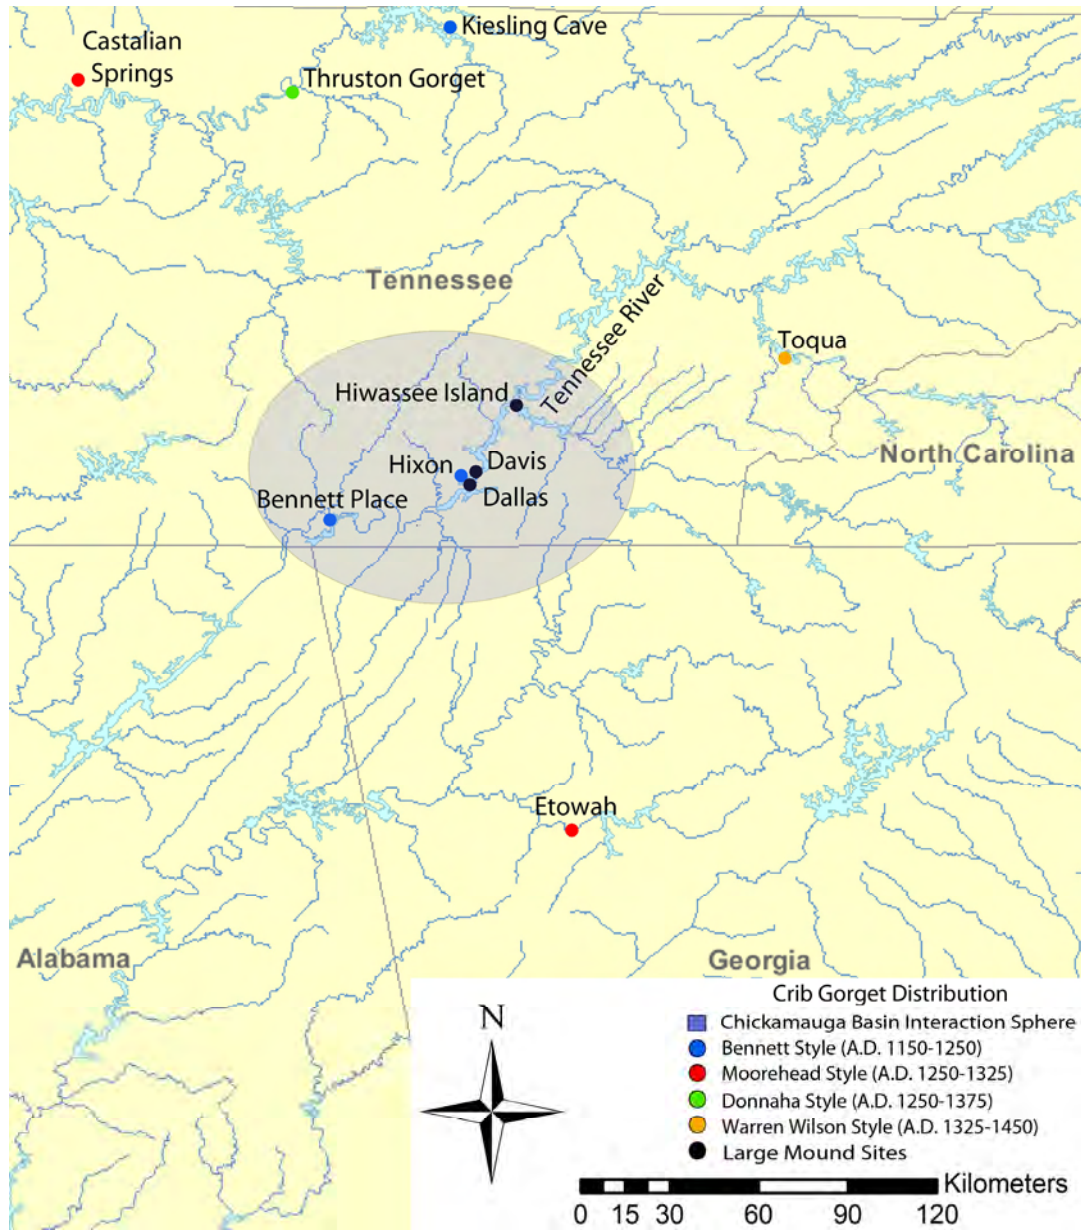 Kiesling Cave
Castalian
Springs
Thruston Gorget
Tennessee
Tennessee River
Toqua
Hiwassee Island
North Carolina
Hixon
Davis
Bennett Place
Dallas
Etowah
Alabama
Georgia
Crib Gorget Distribution
N
Chickamauga Basin Interaction Sphere
Bennett Style (A.D. 1150-1250)
Moorehead Style (A.D. 1250-1325)
Donnaha Style (A.D. 1250-1375)
Warren Wilson Style (A.D. 1325-1450)
Large Mound Sites
Kilometers
0 15 30 60 90 120